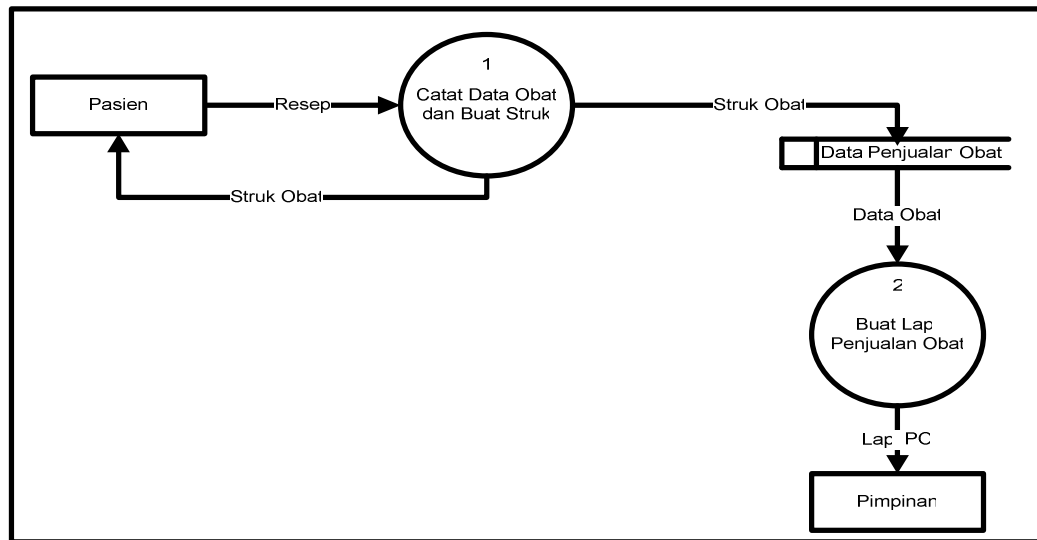 1
Pasien
Resep
Catat Data Obat
dan Buat Struk
Struk Obat
Data Penjualan Obat
Struk Obat
Data Obat
2
Buat Lap
Penjualan Obat
Lap PO
Pimpinan